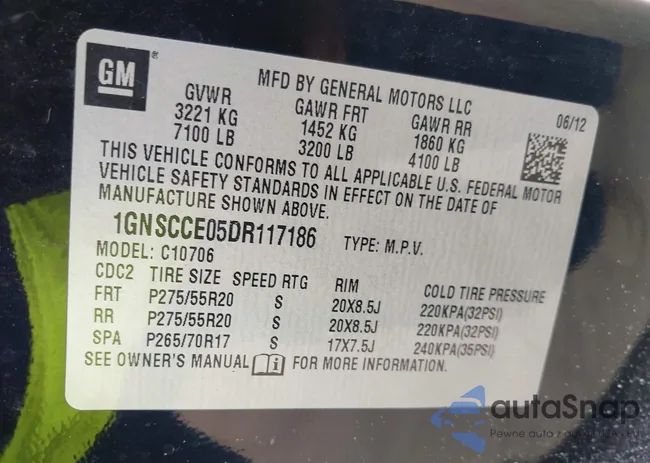 GM
MFD BY GENERAL MOTORS LLC
GVWR GAWR FRT GAWR RR 06/12
3221 KG 1452 KG 1860 KG
7100 LB 3200 LB 4100 LB
THIS VEHICLE CONFORMS TO ALL APPLICABLE U.S. FEDERAL MOTOR
VEHICLE SAFETY STANDARDS IN EFFECT ON THE DATE OF
MANUFACTURE SHOWN ABOVE.
1GNSCCE05DR117186 TYPE: M.P.V.
MODEL: C10706
CDC2 TIRE SIZE SPEED RTG RIM COLD TIRE PRESSURE
FRT P275/55R20 S 20X8.5J 220KPA(32PSI)
RR P275/55R20 S 20X8.5J 220KPA(32PSI)
SPA P265/70R17 S 17X7.5J 240KPA(35PSI)
SEE OWNER'S MANUAL FOR MORE INFORMATION.
autaSnap
Pewne auta z